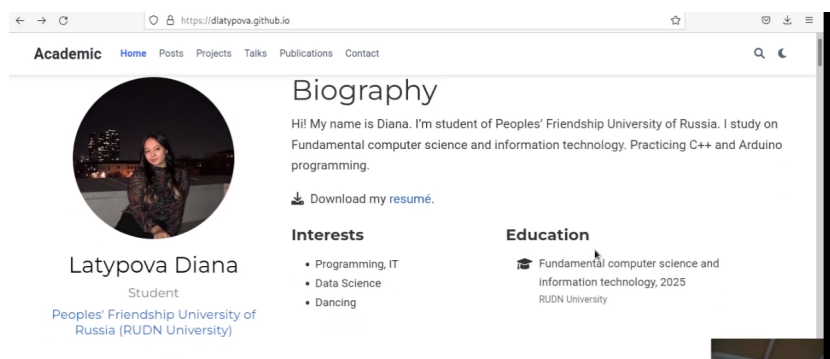 https://dlatypova.github.io
Academic Home Posts Projects Talks Publications Contact
Biography
Hi! My name is Diana. I'm student of Peoples' Friendship University of Russia. I study on
Fundamental computer science and information technology. Practicing C++ and Arduino
programming.
Download my resumé.
Latypova Diana
Student
Peoples' Friendship University of
Russia (RUDN University)
Interests
• Programming, IT
• Data Science
• Dancing
Education
Fundamental computer science and
information technology, 2025
RUDN University